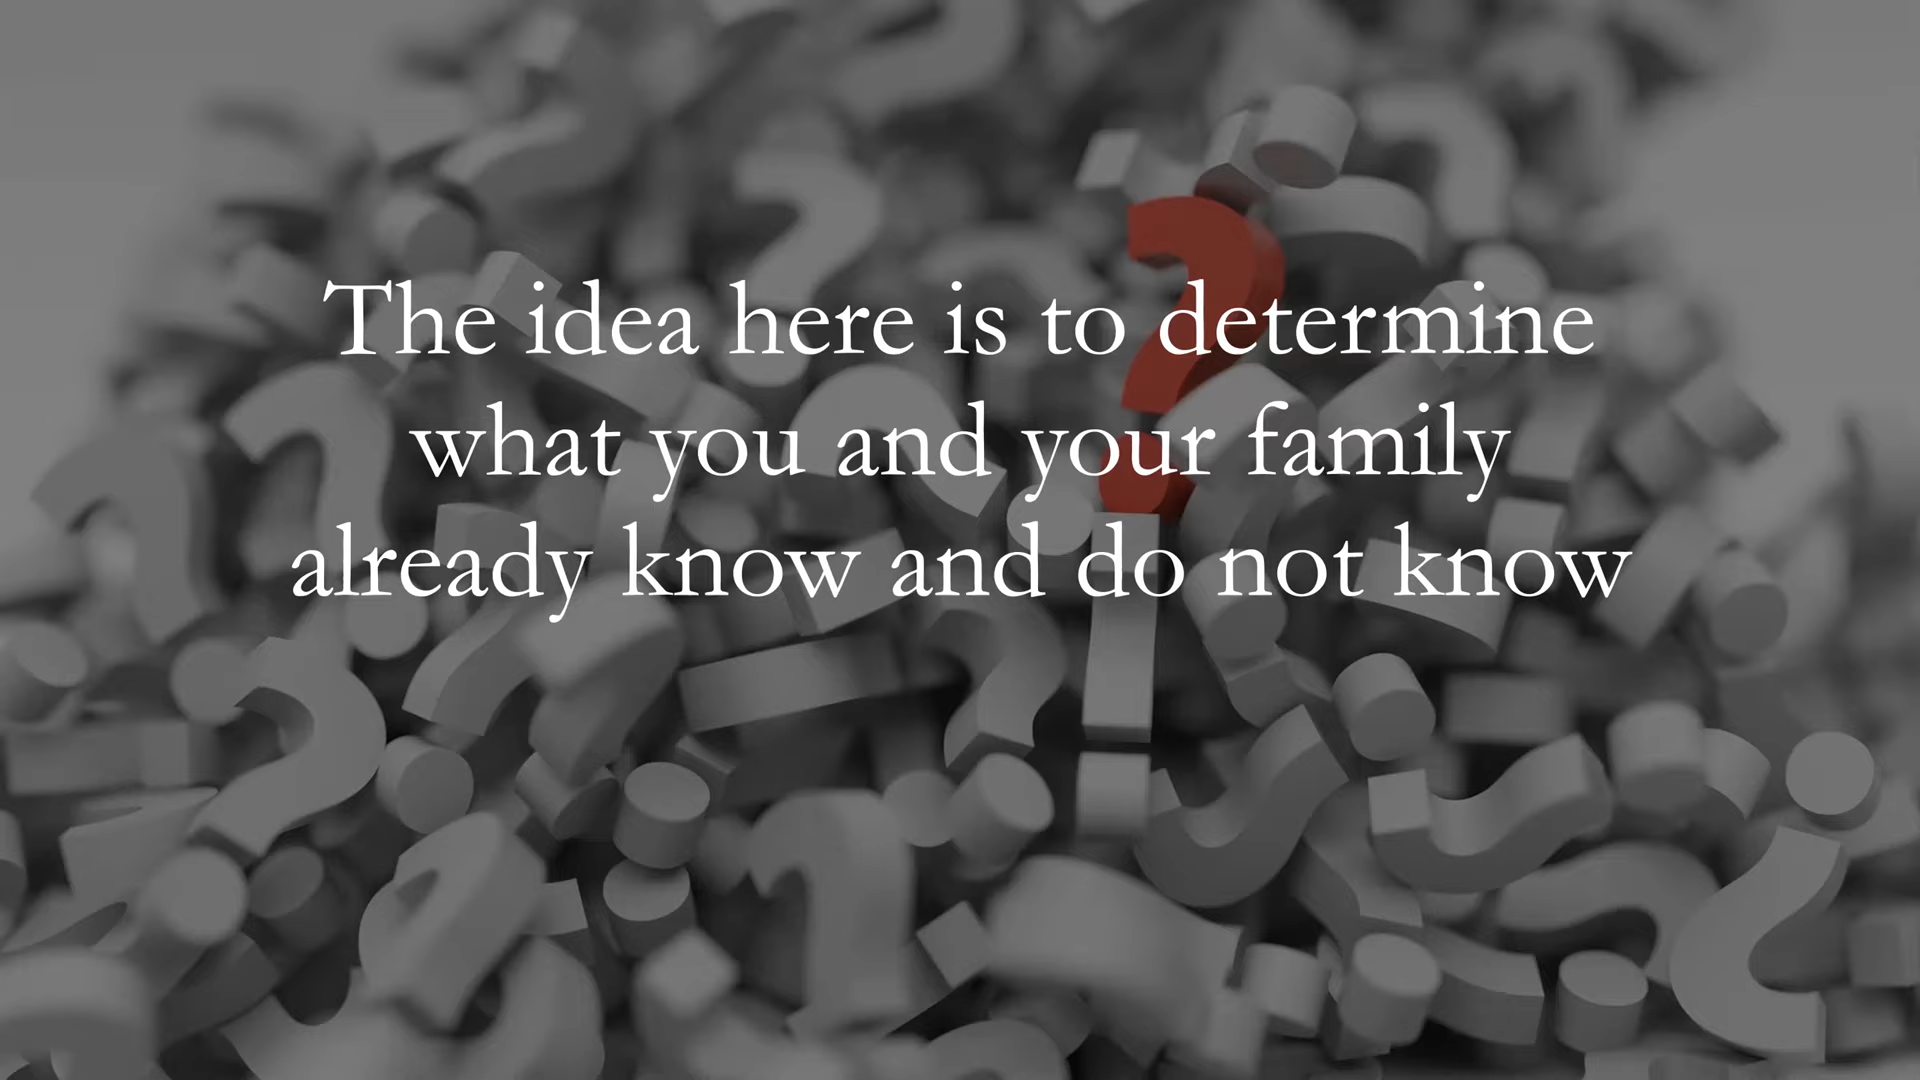 The idea here is to determine
what you and your family
already know and do not know